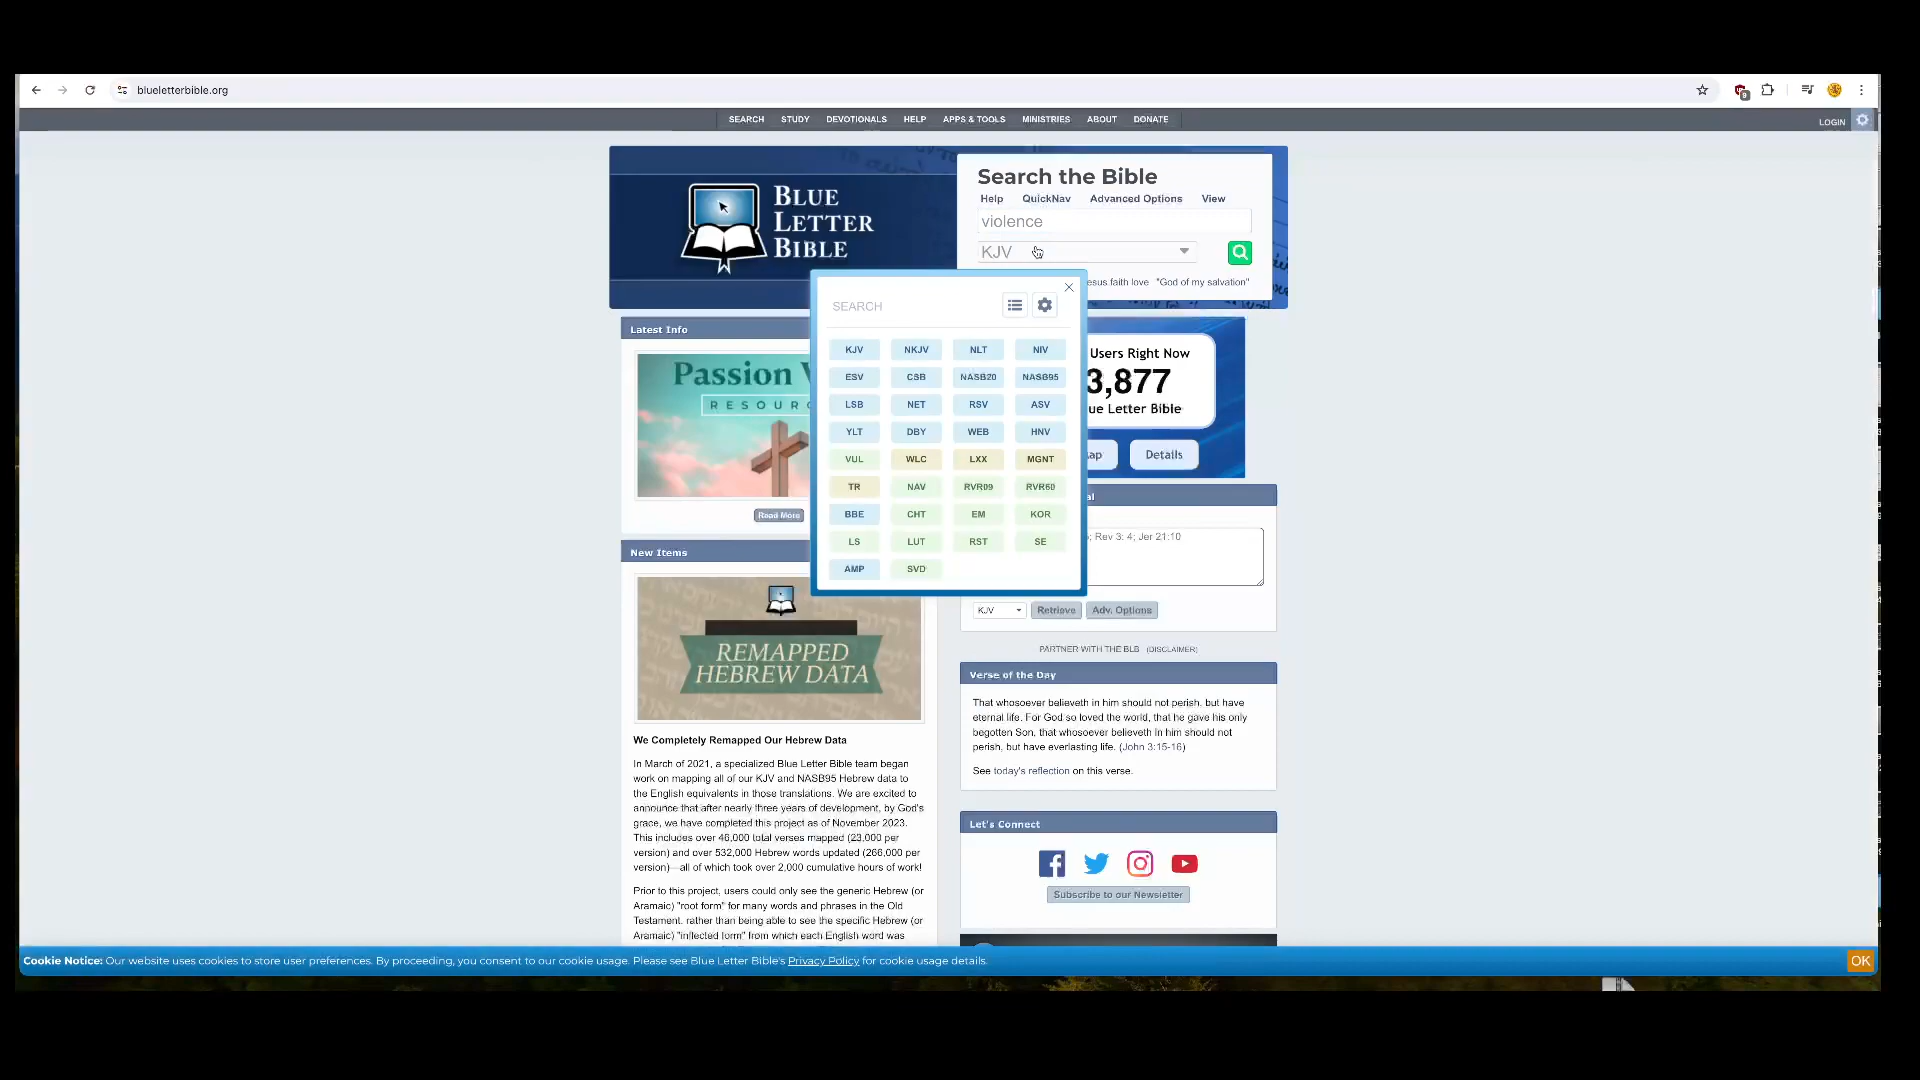 blueletterbible.org
9
SEARCH STUDY DEVOTIONALS HELP APPS & TOOLS MINISTRIES ABOUT DONATE
LOGIN
BLUE
LETTER
BIBLE
Search the Bible
Help QuickNav Advanced Options View
violence
KJV
esus faith love "God of my salvation"
SEARCH
KJV NKJV NLT NIV
ESV CSB NASB20 NASB95
LSB NET RSV ASV
YLT DBY WEB HNV
VUL WLC LXX MGNT
TR NAV RVR09 RVR60
BBE CHT EM KOR
LS LUT RST SE
AMP SVD
Latest Info
Passion
RESOUR
Read More
New Items
REMAPPED
HEBREW DATA
We Completely Remapped Our Hebrew Data
In March of 2021, a specialized Blue Letter Bible team began
work on mapping all of our KJV and NASB95 Hebrew data to
the English equivalents in those translations. We are excited to
announce that after nearly three years of development, by God's
grace, we have completed this project as of November 2023.
This includes over 46,000 total verses mapped (23,000 per
version) and over 532,000 Hebrew words updated (266,000 per
version)—all of which took over 2,000 cumulative hours of work!
Prior to this project, users could only see the generic Hebrew (or
Aramaic) "root form" for many words and phrases in the Old
Testament, rather than being able to see the specific Hebrew (or
Aramaic) "inflected form" from which each English word was
Users Right Now
3,877
ue Letter Bible
ap Details
al
; Rev 3: 4; Jer 21:10
KJV Retrieve Adv. Options
PARTNER WITH THE BLB (DISCLAIMER)
Verse of the Day
That whosoever believeth in him should not perish, but have
eternal life. For God so loved the world, that he gave his only
begotten Son, that whosoever believeth in him should not
perish, but have everlasting life. (John 3:15-16)
See today's reflection on this verse.
Let's Connect
Subscribe to our Newsletter
Cookie Notice: Our website uses cookies to store user preferences. By proceeding, you consent to our cookie usage. Please see Blue Letter Bible's Privacy Policy for cookie usage details.
OK